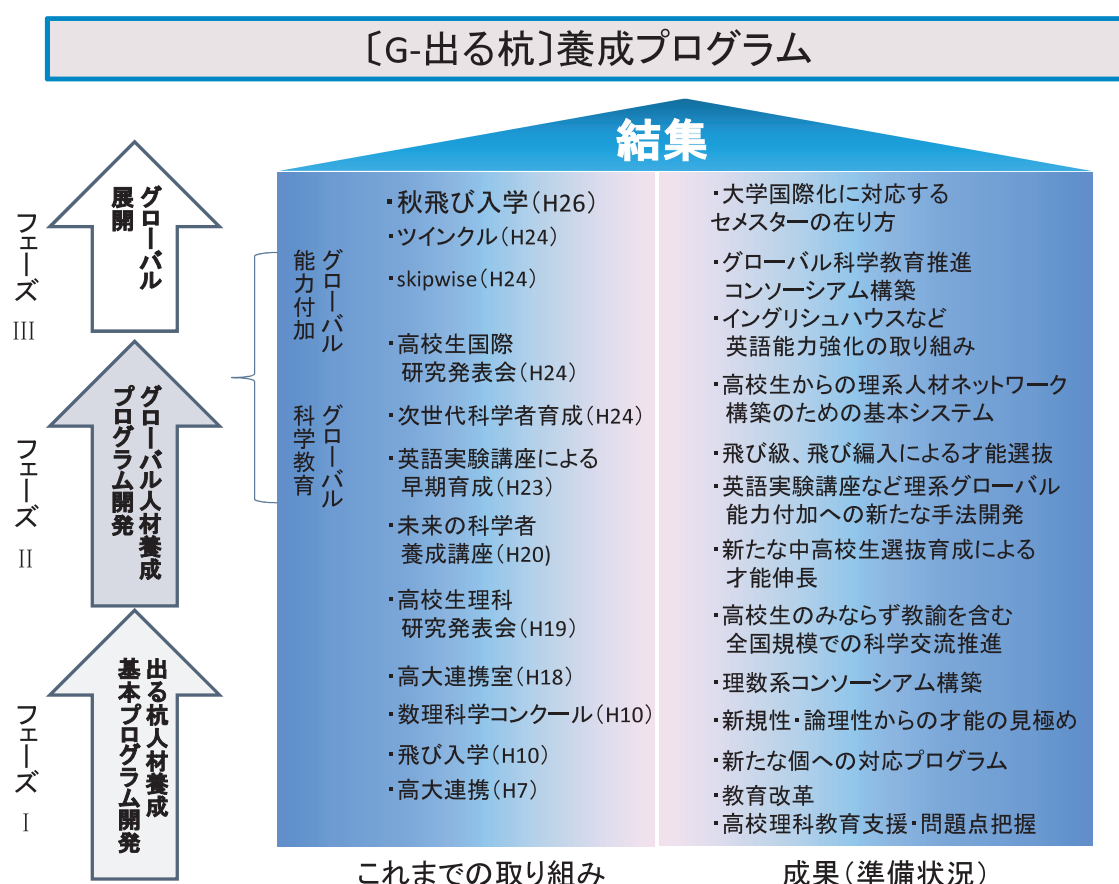 〔G-出る杭〕養成プログラム
結集
グローバル
展開
フェーズ
III
グローバル人材養成
プログラム開発
フェーズ
II
出る杭人材養成
基本プログラム開発
フェーズ
I
グローバル
能力付加
グローバル
科学教育
・秋飛び入学(H26)
・ツインクル(H24)
・skipwise(H24)
・高校生国際
研究発表会(H24)
・次世代科学者育成(H24)
・英語実験講座による
早期育成(H23)
・未来の科学者
養成講座(H20)
・高校生理科
研究発表会(H19)
・高大連携室(H18)
・数理科学コンクール(H10)
・飛び入学(H10)
・高大連携(H7)
これまでの取り組み
・大学国際化に対応する
セメスターの在り方
・グローバル科学教育推進
コンソーシアム構築
・イングリシュハウスなど
英語能力強化の取り組み
・高校生からの理系人材ネットワーク
構築のための基本システム
・飛び級、飛び編入による才能選抜
・英語実験講座など理系グローバル
能力付加への新たな手法開発
・新たな中高校生選抜育成による
才能伸長
・高校生のみならず教諭を含む
全国規模での科学交流推進
・理数系コンソーシアム構築
・新規性・論理性からの才能の見極め
・新たな個への対応プログラム
・教育改革
・高校理科教育支援・問題点把握
成果(準備状況)